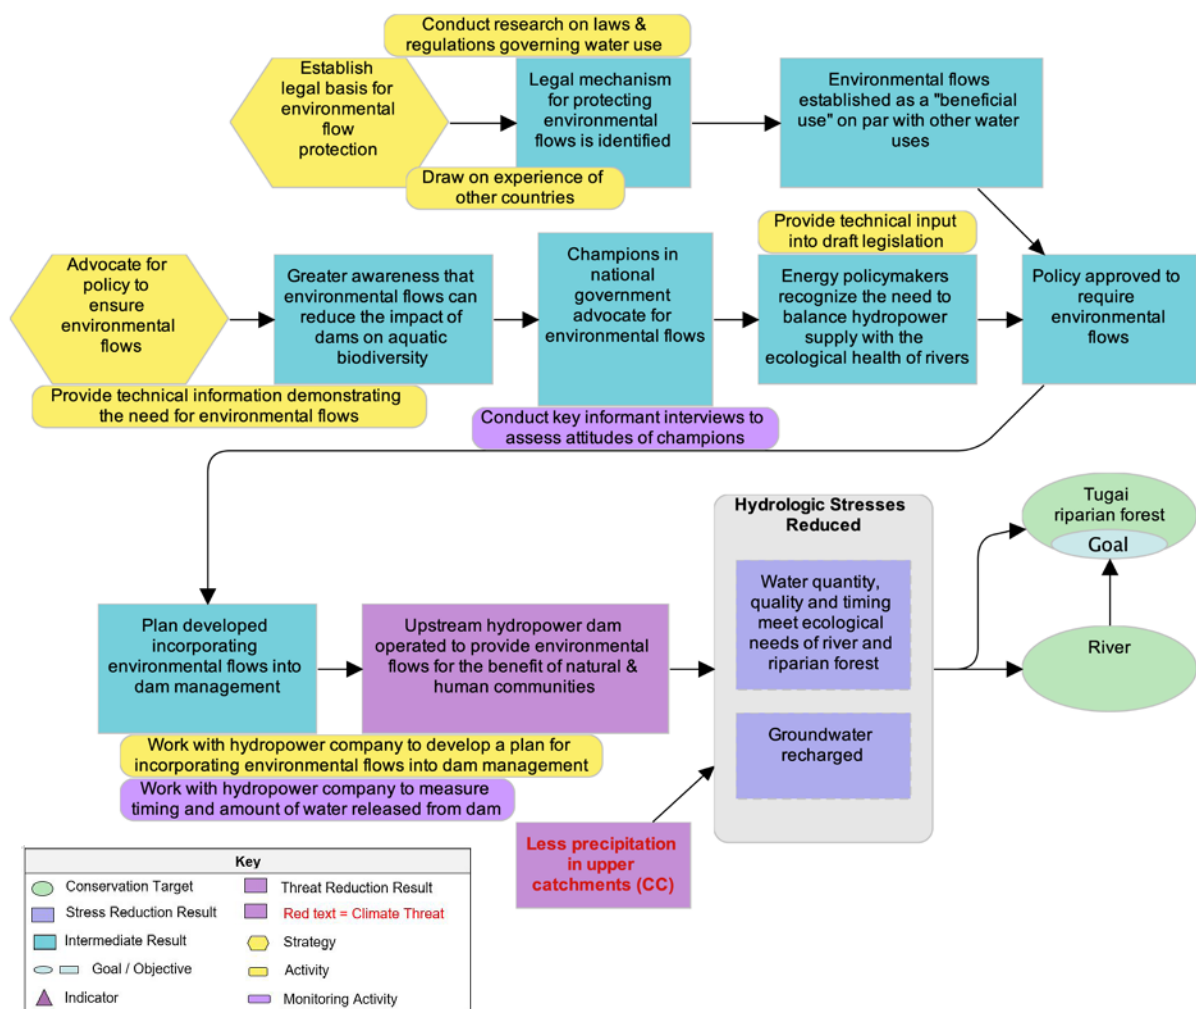 Conduct research on laws &
regulations governing water use
Establish
legal basis for
environmental
flow
protection
Legal mechanism
for protecting
environmental
flows is identified
Environmental flows
established as a "beneficial
use" on par with other water
uses
Draw on experience of
other countries
Provide technical input
into draft legislation
Advocate for
policy to
ensure
environmental
flows
Greater awareness that
environmental flows can
reduce the impact of
dams on aquatic
biodiversity
Champions in
national
government
advocate for
environmental flows
Energy policymakers
recognize the need to
balance hydropower
supply with the
ecological health of rivers
Policy approved to
require
environmental
flows
Provide technical information demonstrating
the need for environmental flows
Conduct key informant interviews to
assess attitudes of champions
Hydrologic Stresses
Reduced
Tugai
riparian forest
Goal
Plan developed
incorporating
environmental flows into
dam management
Upstream hydropower dam
operated to provide environmental
flows for the benefit of natural &
human communities
Water quantity,
quality and timing
meet ecological
needs of river and
riparian forest
River
Groundwater
recharged
Work with hydropower company to develop a plan for
incorporating environmental flows into dam management
Work with hydropower company to measure
timing and amount of water released from dam
Less precipitation
in upper
catchments (CC)
Key
Conservation Target
Threat Reduction Result
Stress Reduction Result
Red text = Climate Threat
Intermediate Result
Strategy
Goal / Objective
Activity
Indicator
Monitoring Activity